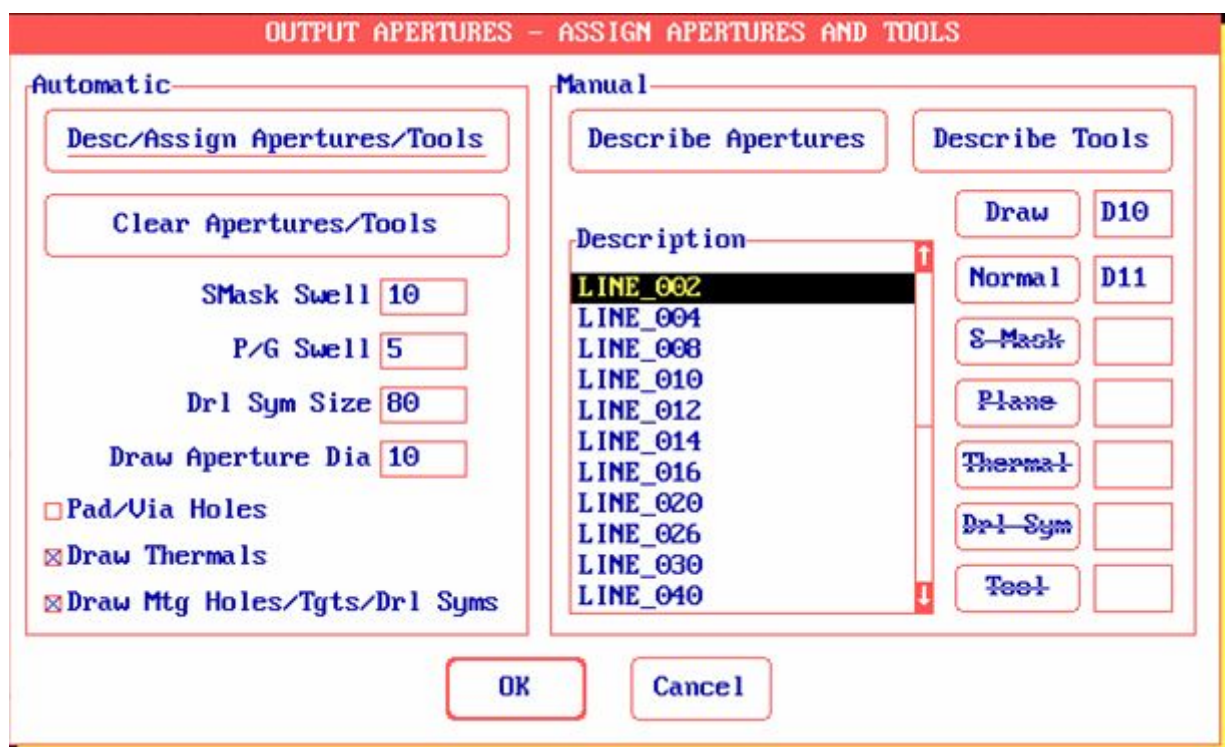 OUTPUT APERTURES - ASSIGN APERTURES AND TOOLS
Automatic
Desc/Assign Apertures/Tools
Clear Apertures/Tools
SMask Swell 10
P/G Swell 5
Drl Sym Size 80
Draw Aperture Dia 10
Pad/Via Holes
Draw Thermals
Draw Mtg Holes/Tgts/Drl Syms
Manual
Describe Apertures
Describe Tools
Description
LINE_002
LINE_004
LINE_008
LINE_010
LINE_012
LINE_014
LINE_016
LINE_020
LINE_026
LINE_030
LINE_040
Draw D10
Normal D11
S-Mask
Plane
Thermal
Drl Sym
Tool
OK
Cancel